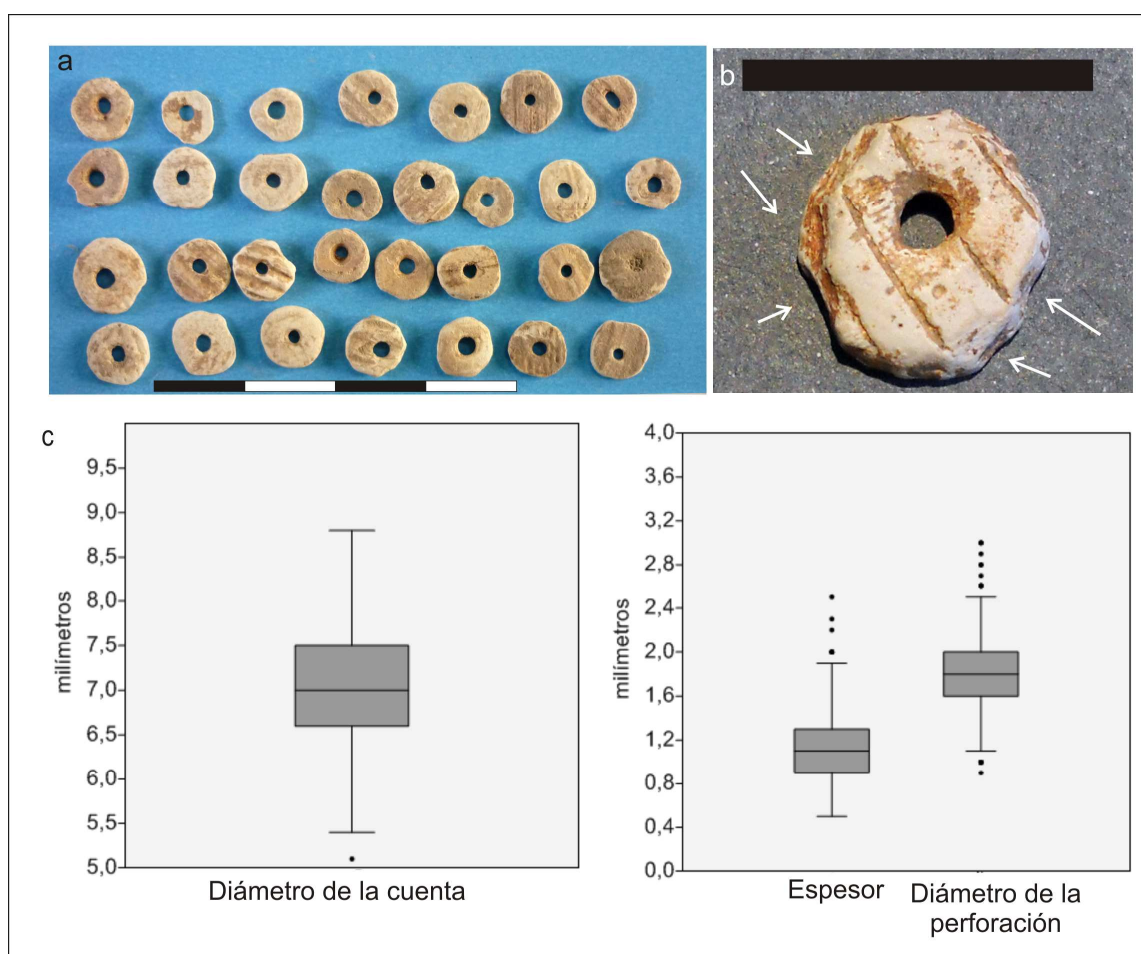 a
b
c
milímetros
9,5
9,0
8,5
8,0
7,5
7,0
6,5
6,0
5,5
5,0
Diámetro de la cuenta
milímetros
4,0
3,6
3,2
2,8
2,4
2,0
1,6
1,2
0,8
0,4
0,0
Espesor
Diámetro de la
perforación